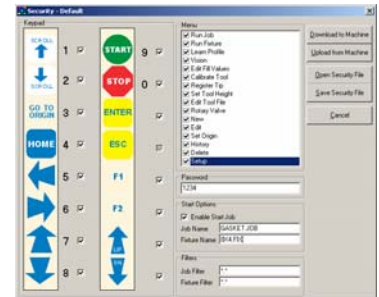 Security - Default
Keypad
SCROLL
SCROLL
GO TO ORIGIN
HOME
1
2
3
4
5
6
7
8
START
STOP
ENTER
ESC
F1
F2
UP
DN
9
0
Menu
Run Job
Run Fixture
Learn Profile
Vision
Edit Fill Values
Calibrate Tool
Register Tip
Set Tool Height
Edit Tool File
Rotary Valve
New
Edit
Set Origin
History
Delete
Setup
Password
1234
Start Options
Enable Start Job
Job Name GASKET.JOB
Fixture Name
Filters
Job Filter *.*
Fixture Filter *.*
Download to Machine
Upload from Machine
Open Security File
Save Security File
Cancel